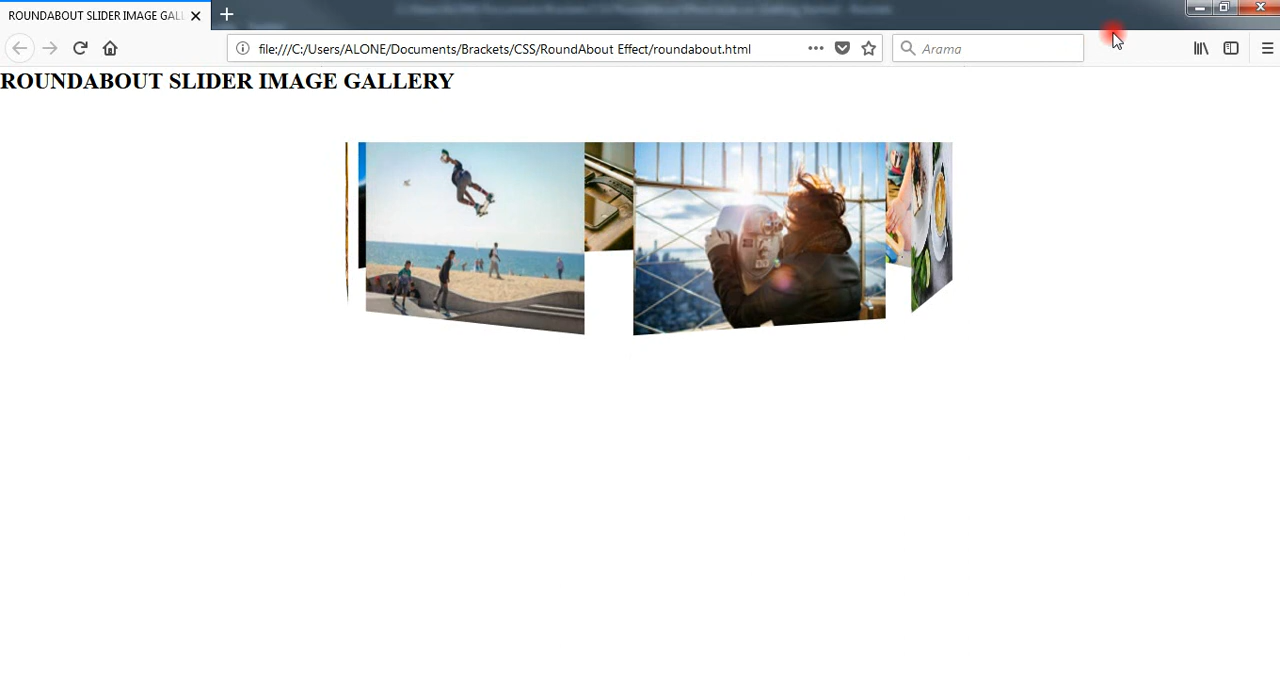 ROUNDABOUT SLIDER IMAGE GALL
file:///C:/Users/ALONE/Documents/Brackets/CSS/RoundAbout Effect/roundabout.html
Arama
ROUNDABOUT SLIDER IMAGE GALLERY